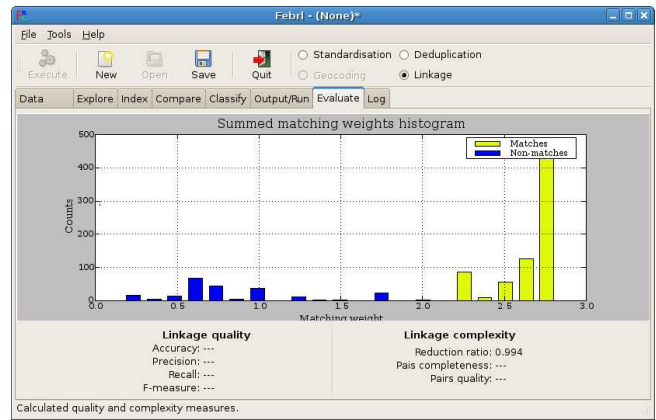 Febrl - (None)*
File Tools Help
Execute New Open Save Quit Standardisation Deduplication
Geocoding Linkage
Data Explore Index Compare Classify Output/Run Evaluate Log
Summed matching weights histogram
500
400
300
200
100
0
Counts
Matches
Non-matches
0.0 0.5 1.0 1.5 2.0 2.5 3.0
Matching weight
Linkage quality
Accuracy: ---
Precision: ---
Recall: ---
F-measure: ---
Linkage complexity
Reduction ratio: 0.994
Pais completeness: ---
Pairs quality: ---
Calculated quality and complexity measures.